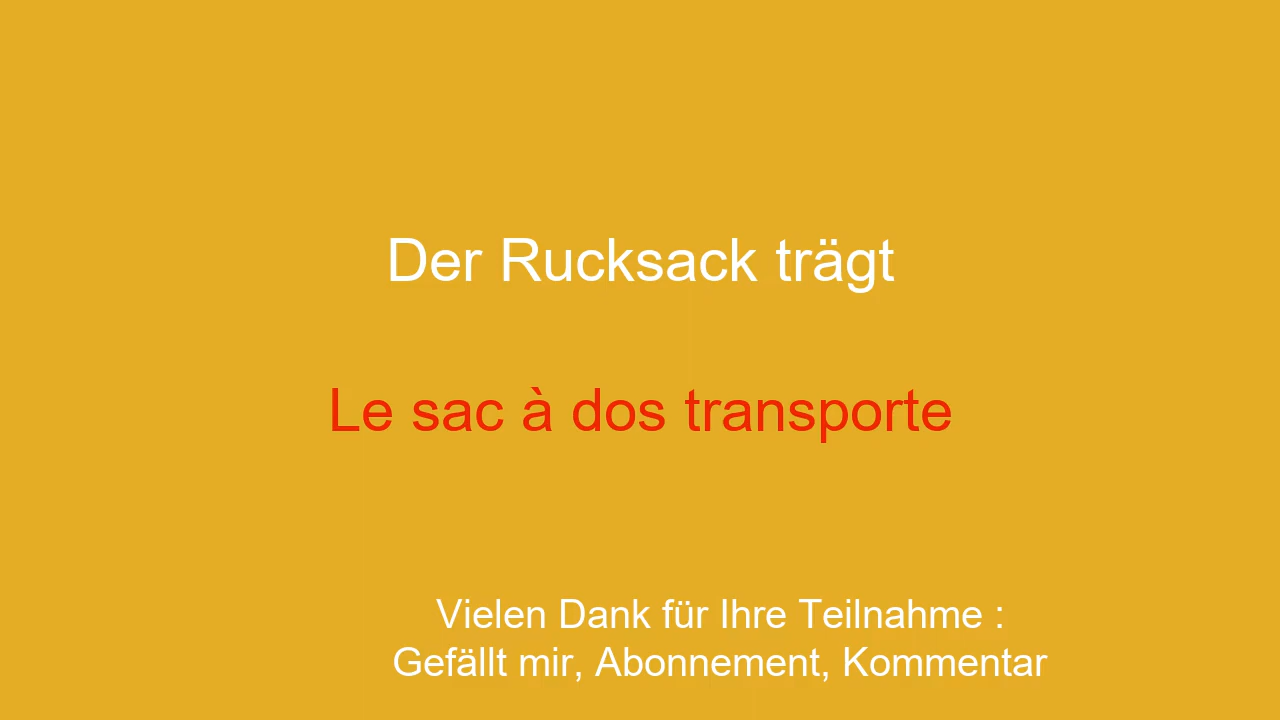 Der Rucksack trägt
Le sac à dos transporte
Vielen Dank für Ihre Teilnahme :
Gefällt mir, Abonnement, Kommentar